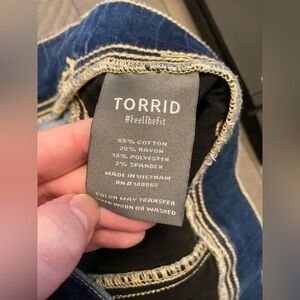 TORRID
#FeelTheFit
65% COTTON
20% RAYON
13% POLYESTER
2% SPANDEX
MADE IN VIETNAM
RN# 138862
COLOR MAY TRANSFER
WHEN WORN OR WASHED